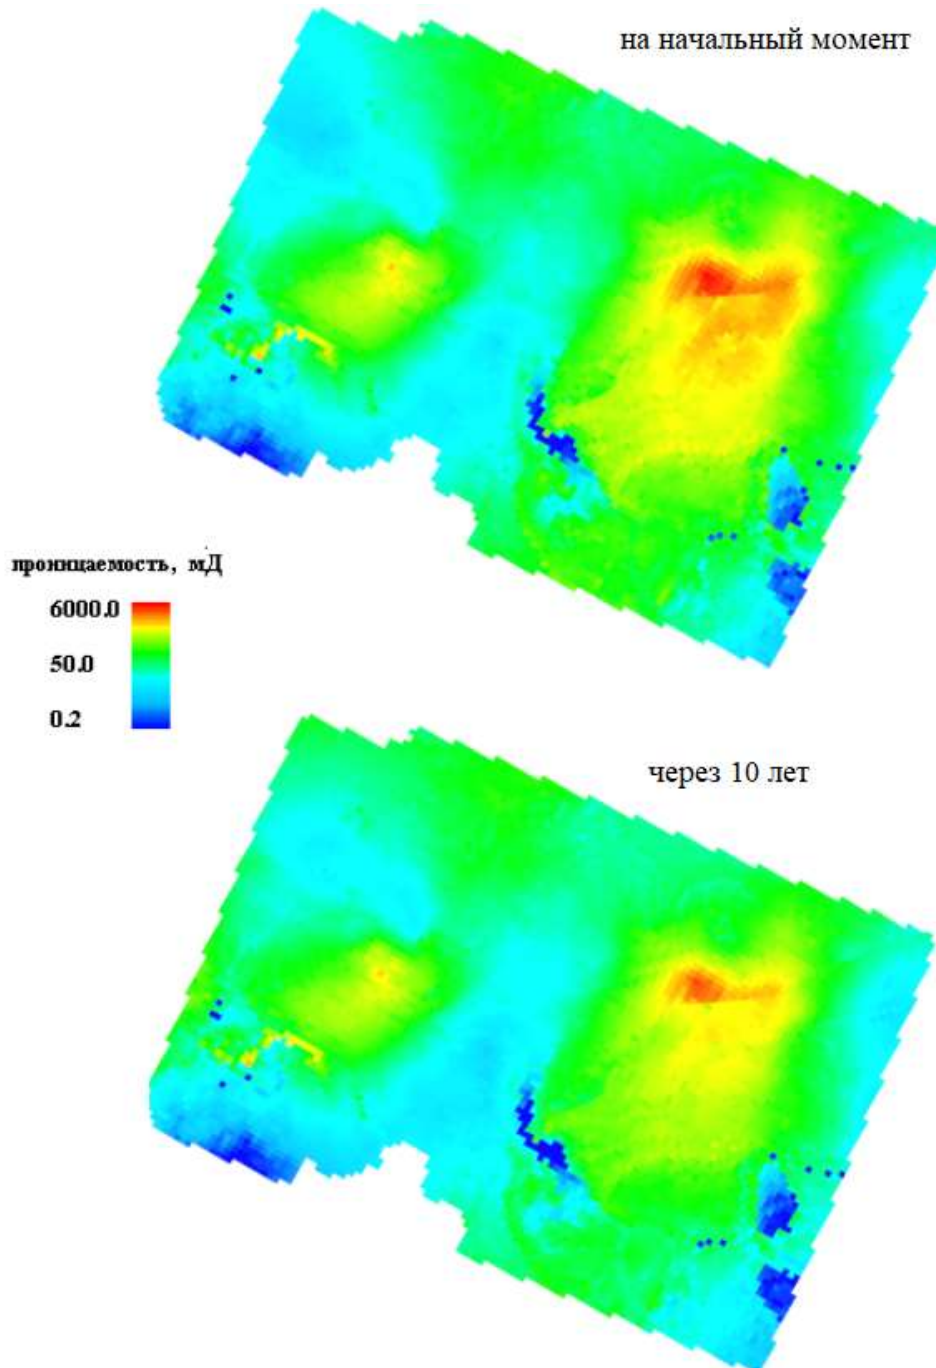 на начальный момент
проницаемость, мД
6000.0
50.0
0.2
через 10 лет